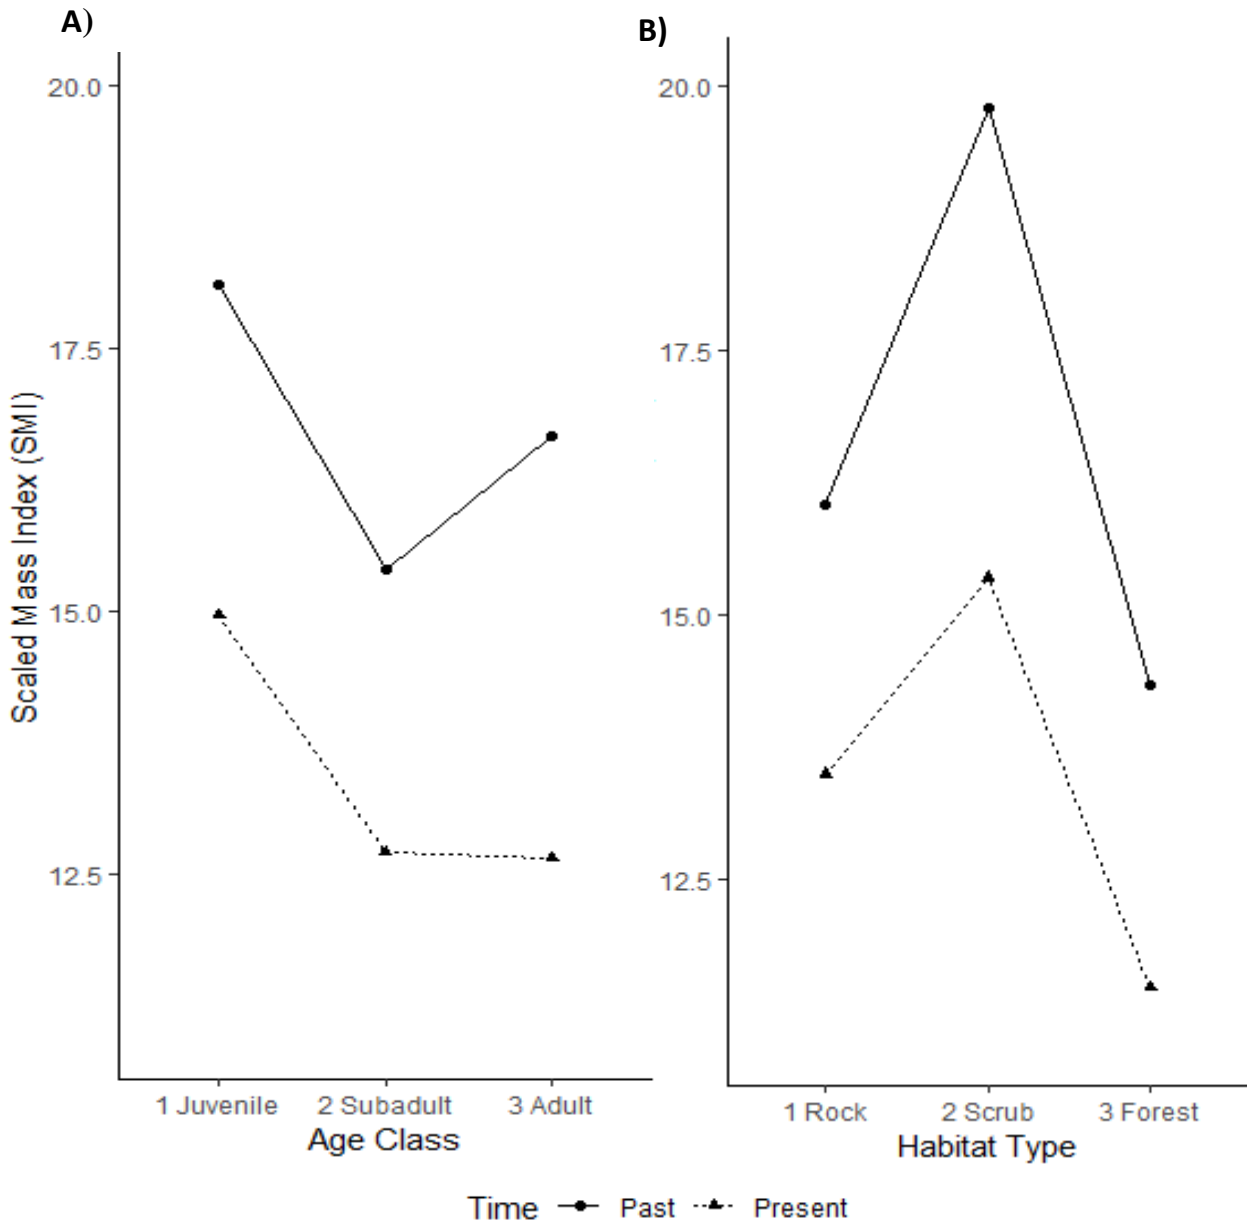 A)
B)
20.0
17.5
15.0
12.5
Scaled Mass Index (SMI)
1 Juvenile 2 Subadult 3 Adult
Age Class
20.0
17.5
15.0
12.5
1 Rock 2 Scrub 3 Forest
Habitat Type
Time Past Present